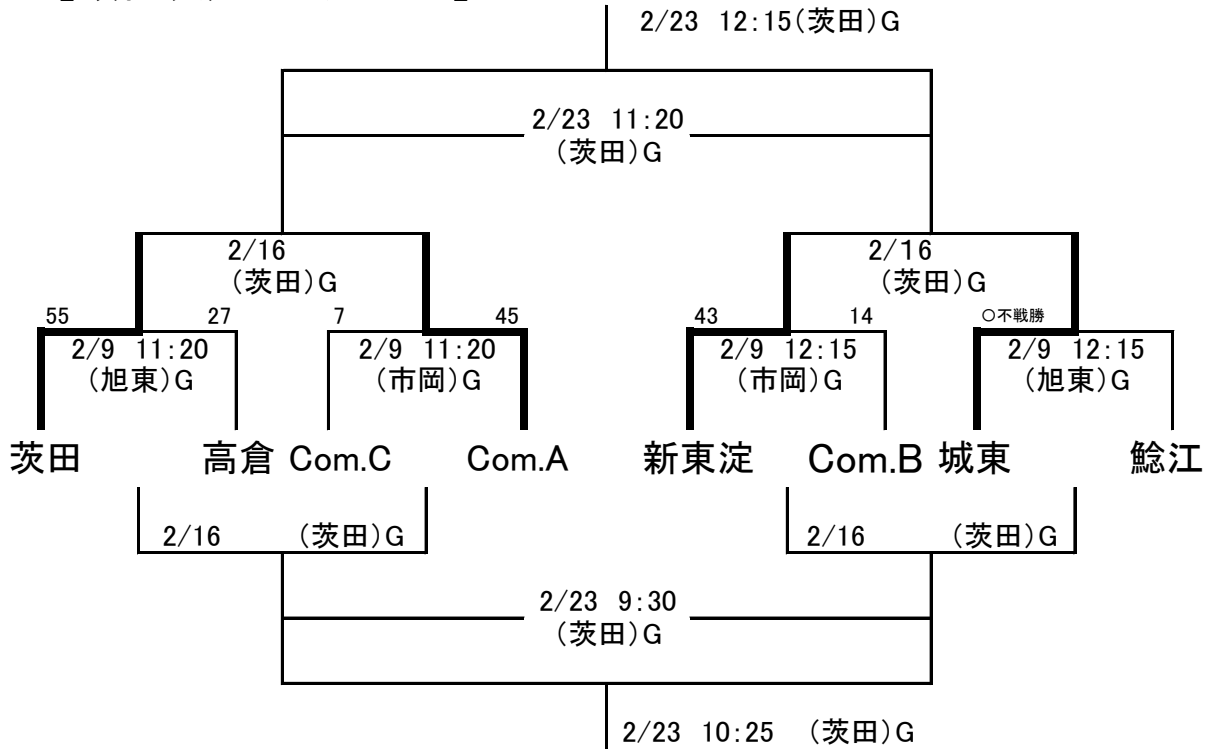 2/23 12:15(茨田)G
2/23 11:20
(茨田)G
2/16
(茨田)G
2/16
(茨田)G
55
27
7
45
43
14
○不戦勝
2/9 11:20
(旭東)G
2/9 11:20
(市岡)G
2/9 12:15
(市岡)G
2/9 12:15
(旭東)G
茨田
高倉
Com.C
Com.A
新東淀
Com.B
城東
鯰江
2/16 (茨田)G
2/16 (茨田)G
2/23 9:30
(茨田)G
2/23 10:25 (茨田)G